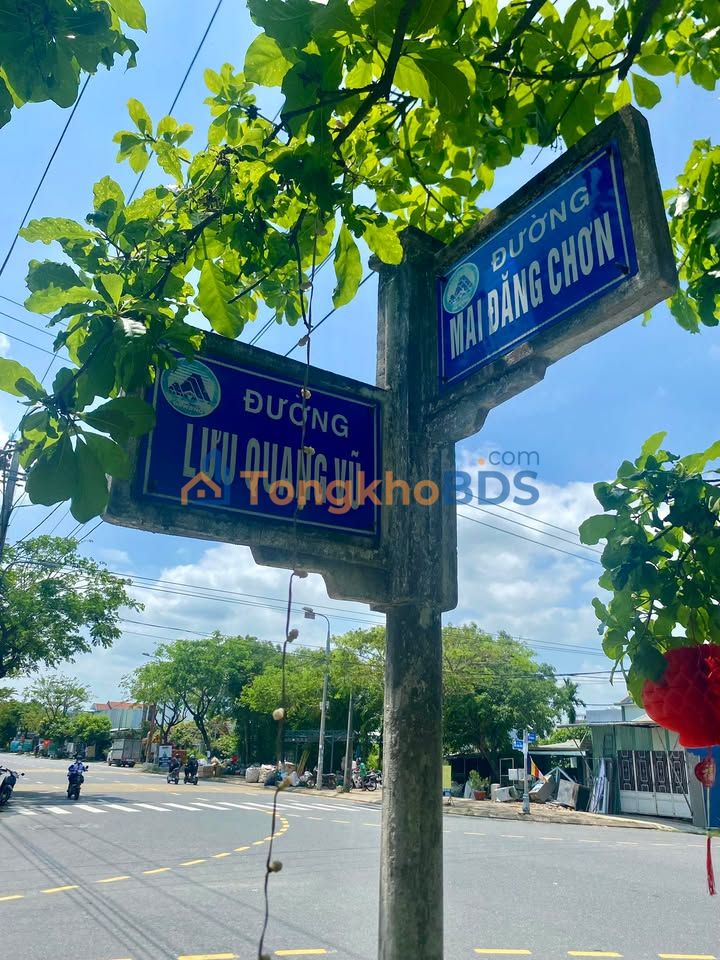 ĐƯỜNG
MAI ĐĂNG CHƠN
ĐƯỜNG
LƯU QUANG VŨ
TongkhoBDS
.com